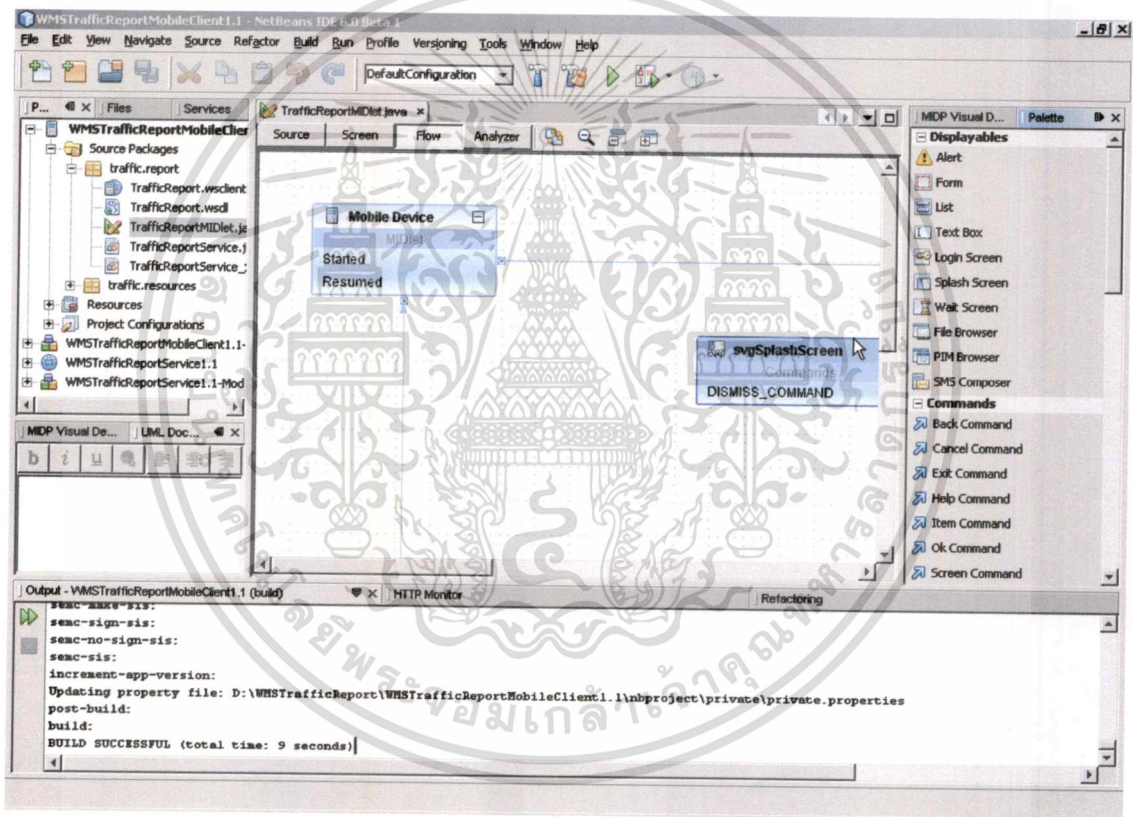 WMSTrafficReportMobileClient1.1 - NetBeans IDE 6.0 Beta 1
File Edit View Navigate Source Refactor Build Run Profile Versioning Tools Window Help
DefaultConfiguration
P... Files Services
TrafficReportMIDlet.java
MIDP Visual D... Palette
Source Screen Flow Analyzer
WMSTrafficReportMobileClier
Source Packages
traffic.report
TrafficReport.wsclient
TrafficReport.wsdl
TrafficReportMIDlet.ja
TrafficReportService.j
TrafficReportService_:
traffic.resources
Resources
Project Configurations
WMSTrafficReportMobileClient1.1-
WMSTrafficReportService1.1
WMSTrafficReportService1.1-Mod
MIDP Visual De... UML Doc...
b i u
Mobile Device
MIDlet
Started
Resumed
svgSplashScreen
Commands
DISMISS_COMMAND
Displayables
Alert
Form
List
Text Box
Login Screen
Splash Screen
Wait Screen
File Browser
PIM Browser
SMS Composer
Commands
Back Command
Cancel Command
Exit Command
Help Command
Item Command
Ok Command
Screen Command
Output - WMSTrafficReportMobileClient1.1 (build) HTTP Monitor Refactoring
semc-make-sis:
semc-sign-sis:
semc-no-sign-sis:
semc-sis:
increment-app-version:
Updating property file: D:\WMSTrafficReport\WMSTrafficReportMobileClient1.1\nbproject\private\private.properties
post-build:
build:
BUILD SUCCESSFUL (total time: 9 seconds)